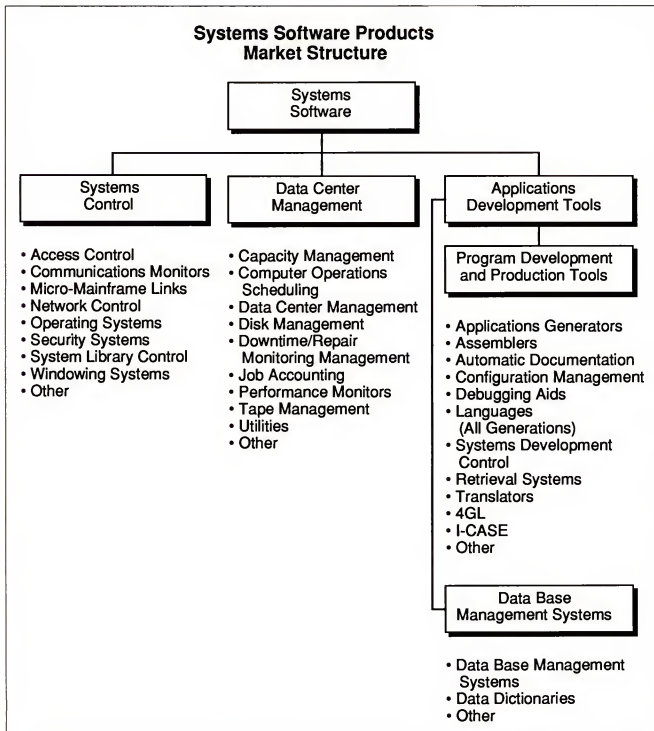 Systems Software Products
Market Structure
Systems
Software
Systems
Control
• Access Control
• Communications Monitors
• Micro-Mainframe Links
• Network Control
• Operating Systems
• Security Systems
• System Library Control
• Windowing Systems
• Other
Data Center
Management
• Capacity Management
• Computer Operations
Scheduling
• Data Center Management
• Disk Management
• Downtime/Repair
Monitoring Management
• Job Accounting
• Performance Monitors
• Tape Management
• Utilities
• Other
Applications
Development Tools
Program Development
and Production Tools
• Applications Generators
• Assemblers
• Automatic Documentation
• Configuration Management
• Debugging Aids
• Languages
(All Generations)
• Systems Development
Control
• Retrieval Systems
• Translators
• 4GL
• I-CASE
• Other
Data Base
Management Systems
• Data Base Management
Systems
• Data Dictionaries
• Other